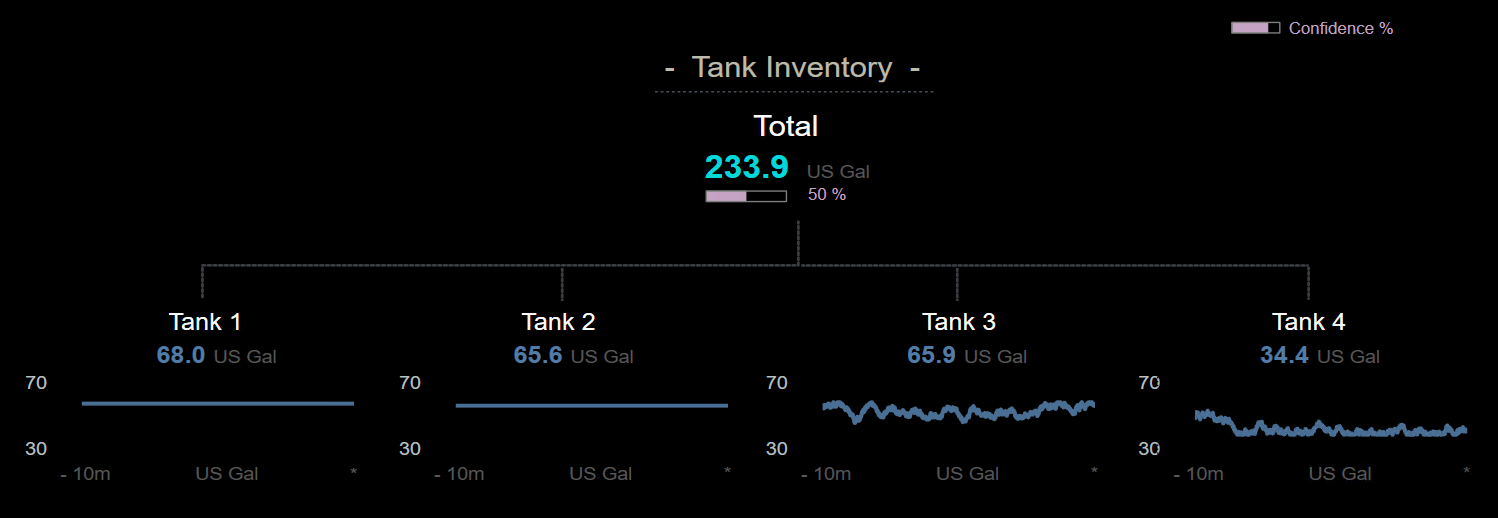 Confidence %
- Tank Inventory -
Total
233.9 US Gal
50 %
Tank 1 Tank 2 Tank 3 Tank 4
68.0 US Gal 65.6 US Gal 65.9 US Gal 34.4 US Gal
70 70 70 70
30 30 30 30
- 10m US Gal * - 10m US Gal * - 10m US Gal * - 10m US Gal *